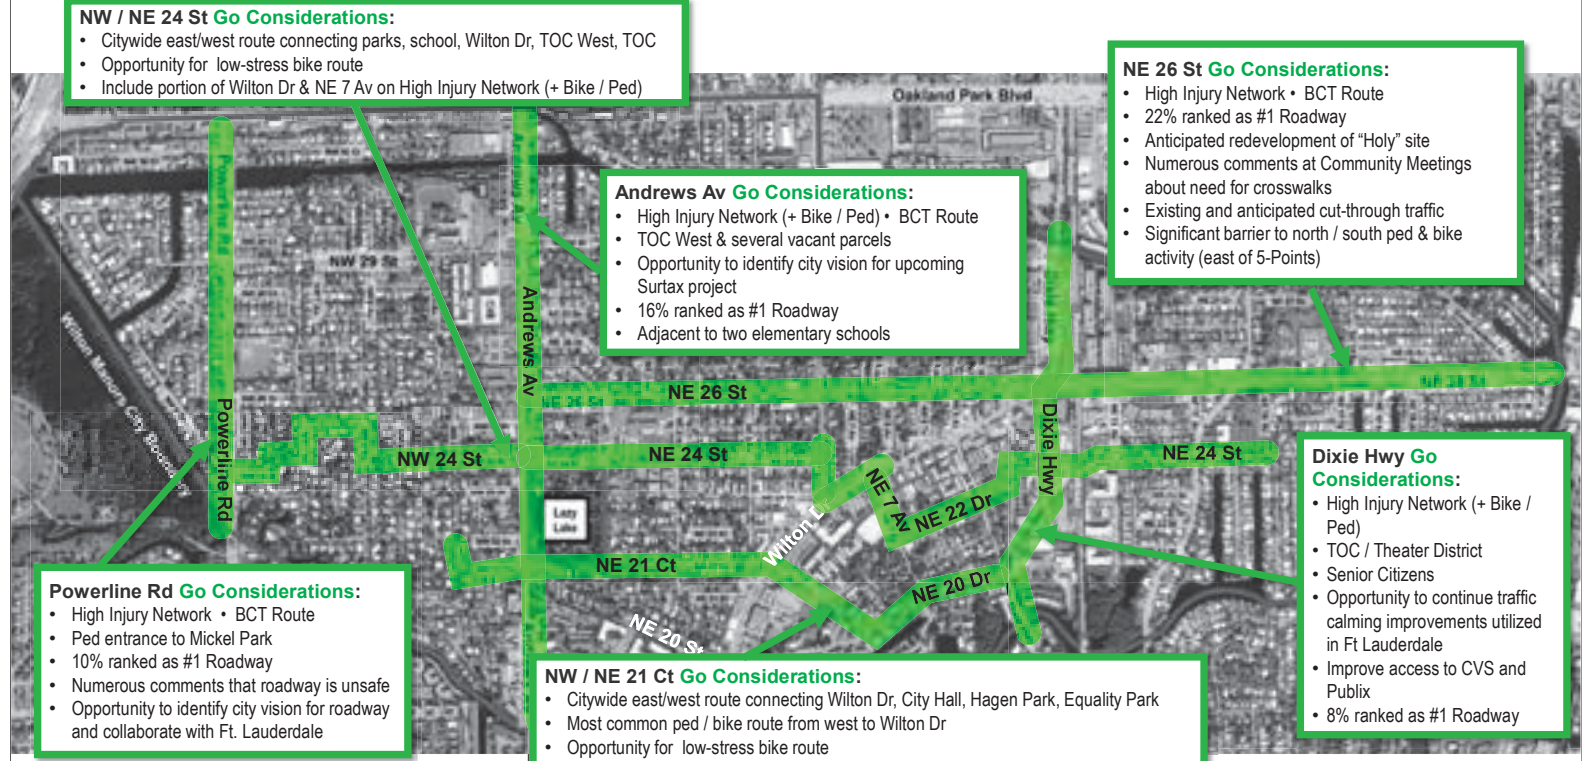 NW / NE 24 St Go Considerations:
• Citywide east/west route connecting parks, school, Wilton Dr, TOC West, TOC
• Opportunity for low-stress bike route
• Include portion of Wilton Dr & NE 7 Av on High Injury Network (+ Bike / Ped)
NE 26 St Go Considerations:
• High Injury Network • BCT Route
• 22% ranked as #1 Roadway
• Anticipated redevelopment of “Holy” site
• Numerous comments at Community Meetings
about need for crosswalks
• Existing and anticipated cut-through traffic
• Significant barrier to north / south ped & bike
activity (east of 5-Points)
Oakland Park Blvd
Andrews Av Go Considerations:
• High Injury Network (+ Bike / Ped) • BCT Route
• TOC West & several vacant parcels
• Opportunity to identify city vision for upcoming
Surtax project
• 16% ranked as #1 Roadway
• Adjacent to two elementary schools
NW 29 St
Andrews Av
NE 26 St
Powerline Rd
NW 24 St
NE 24 St
Dixie Hwy
NE 24 St
NE 7 Av
NE 22 Dr
Lazy
Lake
Wilton D
NE 21 Ct
NE 20 Dr
NE 20 St
Dixie Hwy Go
Considerations:
• High Injury Network (+ Bike /
Ped)
• TOC / Theater District
• Senior Citizens
• Opportunity to continue traffic
calming improvements utilized
in Ft Lauderdale
• Improve access to CVS and
Publix
• 8% ranked as #1 Roadway
Powerline Rd Go Considerations:
• High Injury Network • BCT Route
• Ped entrance to Mickel Park
• 10% ranked as #1 Roadway
• Numerous comments that roadway is unsafe
• Opportunity to identify city vision for roadway
and collaborate with Ft. Lauderdale
NW / NE 21 Ct Go Considerations:
• Citywide east/west route connecting Wilton Dr, City Hall, Hagen Park, Equality Park
• Most common ped / bike route from west to Wilton Dr
• Opportunity for low-stress bike route